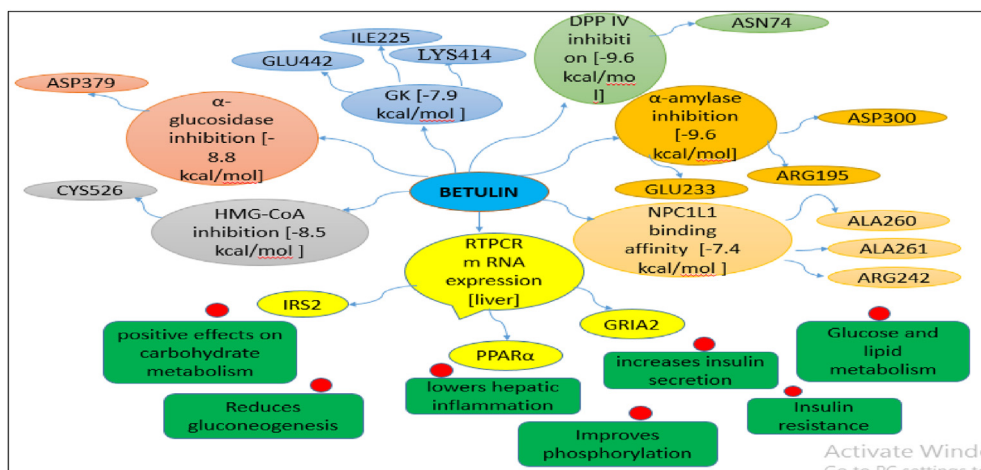 DPP IV
inhibiti
on [-9.6
kcal/mo
l]
ASN74
ILE225
LYS414
GLU442
GK [-7.9
kcal/mol ]
ASP379
α-
glucosidase
inhibition [-
8.8
kcal/mol]
α-amylase
inhibition
[-9.6
kcal/mol]
ASP300
ARG195
GLU233
BETULIN
CYS526
HMG-CoA
inhibition [-8.5
kcal/mol ]
NPC1L1
binding
affinity [-7.4
kcal/mol ]
ALA260
ALA261
ARG242
RTPCR
m RNA
expression
[liver]
IRS2
PPARα
GRIA2
positive effects on
carbohydrate
metabolism
Reduces
gluconeogenesis
lowers hepatic
inflammation
increases insulin
secretion
Improves
phosphorylation
Glucose and
lipid
metabolism
Insulin
resistance
Activate Windo